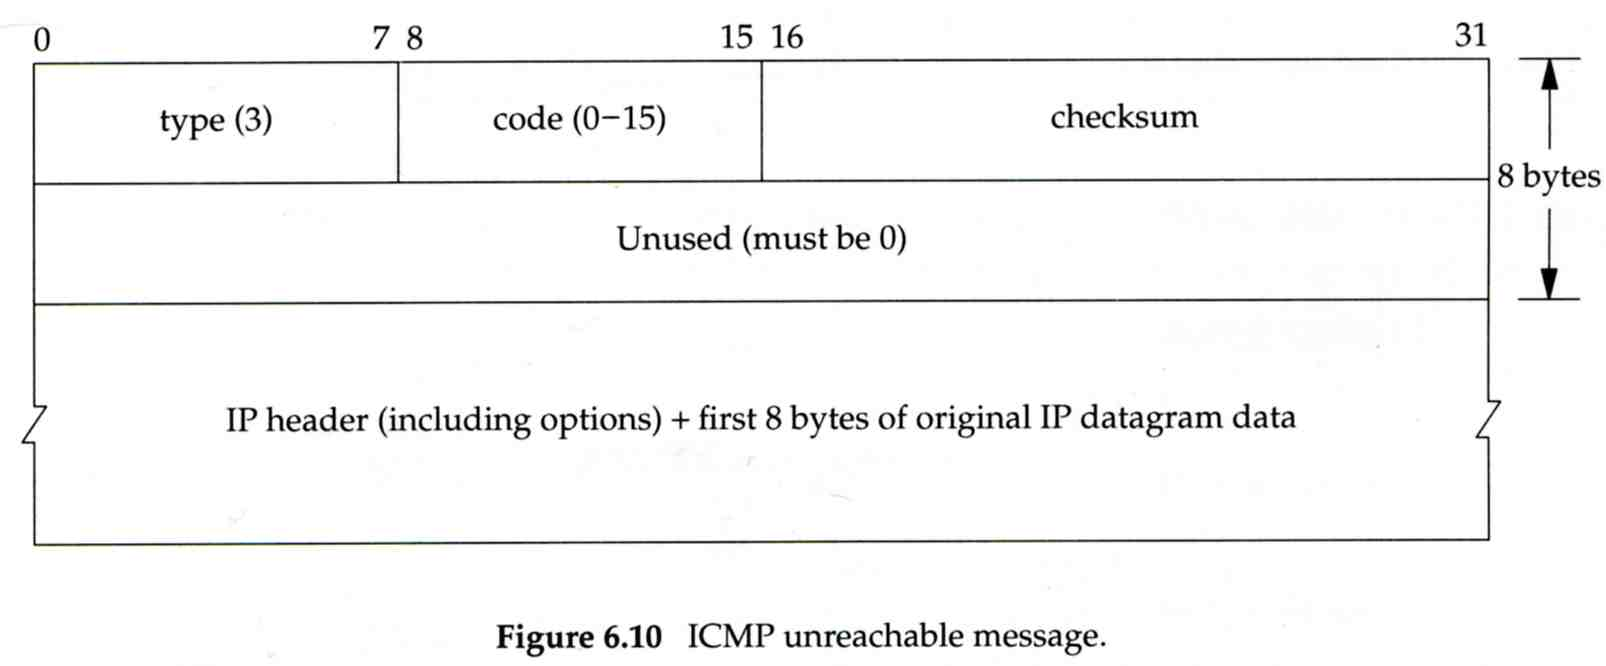 0 7 8 15 16 31
type (3) code (0–15) checksum
8 bytes
Unused (must be 0)
IP header (including options) + first 8 bytes of original IP datagram data
Figure 6.10 ICMP unreachable message.